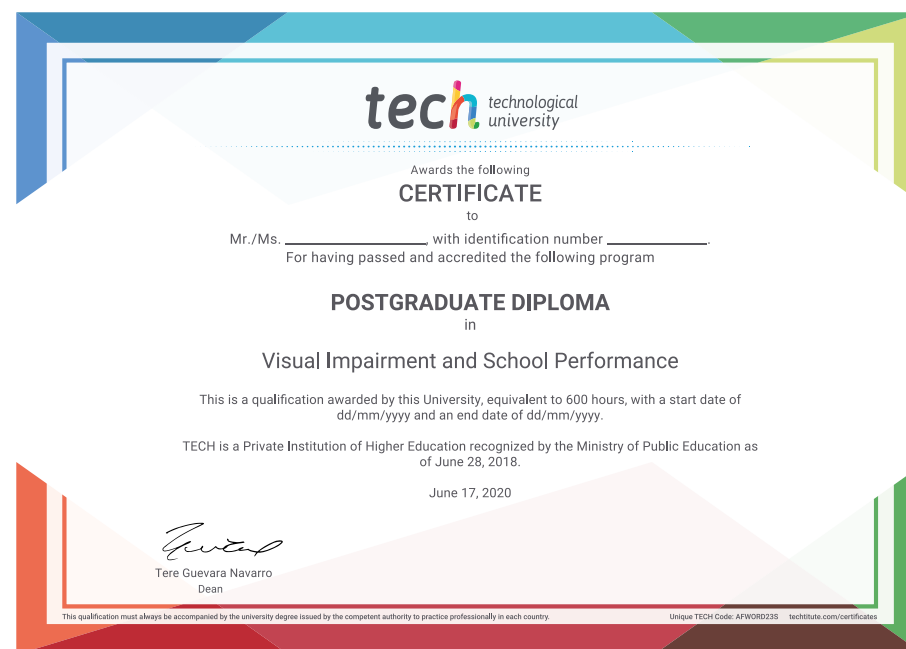 tech technological
university
Awards the following
CERTIFICATE
to
Mr./Ms. ____________________, with identification number ______________.
For having passed and accredited the following program
POSTGRADUATE DIPLOMA
in
Visual Impairment and School Performance
This is a qualification awarded by this University, equivalent to 600 hours, with a start date of
dd/mm/yyyy and an end date of dd/mm/yyyy.
TECH is a Private Institution of Higher Education recognized by the Ministry of Public Education as
of June 28, 2018.
June 17, 2020
Tere Guevara Navarro
Dean
This qualification must always be accompanied by the university degree issued by the competent authority to practice professionally in each country.
Unique TECH Code: AFWORD23S techtitute.com/certificates